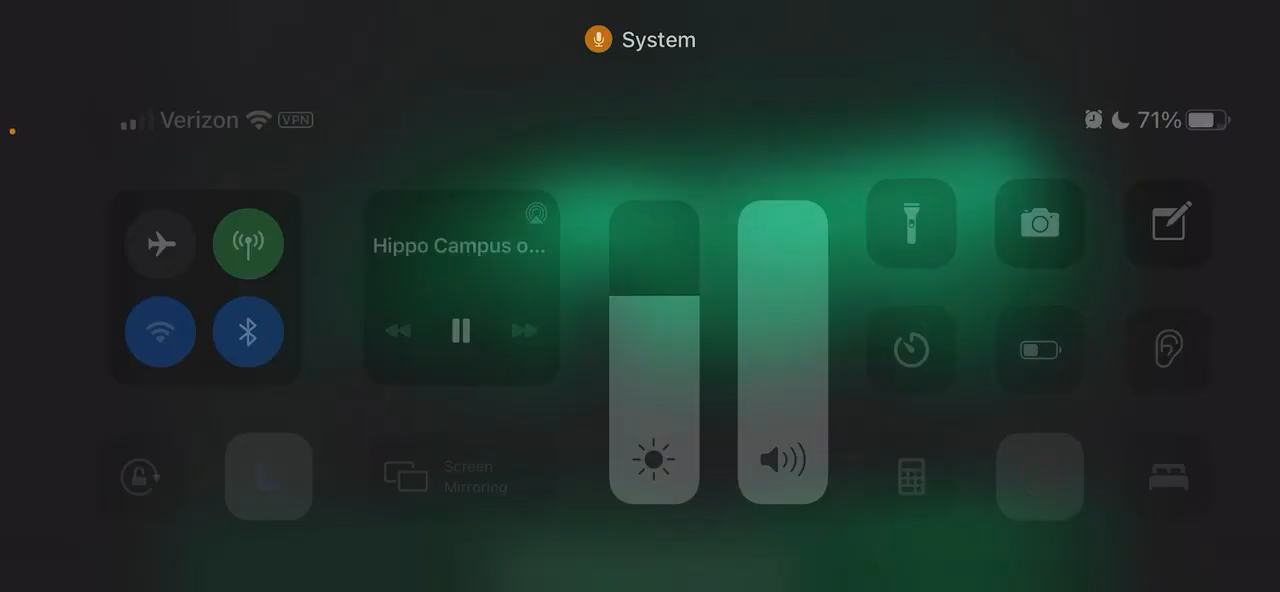 System
Verizon VPN
71%
Hippo Campus o...
Screen
Mirroring